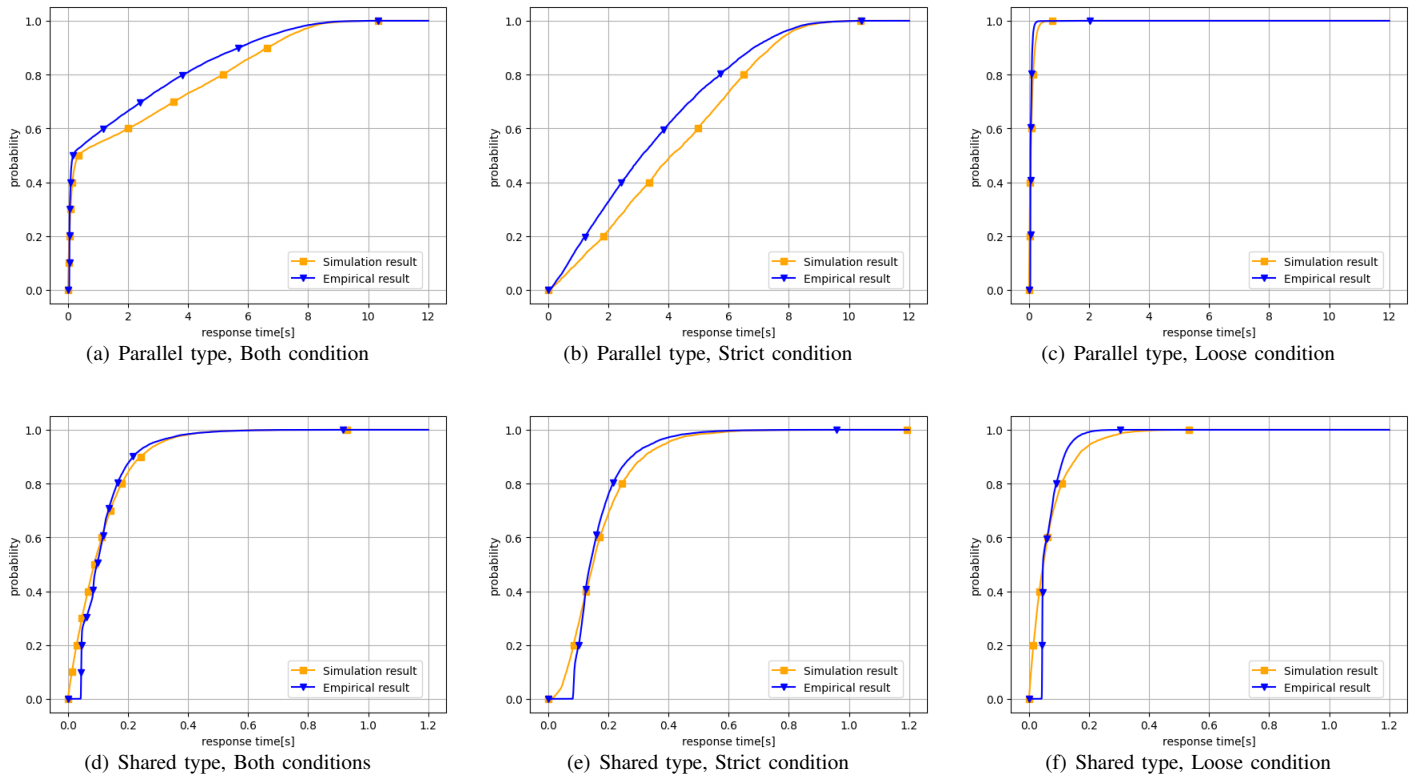 1.0
0.8
0.6
0.4
0.2
0.0
probability
0 2 4 6 8 10 12
response time[s]
Simulation result
Empirical result
(a) Parallel type, Both condition
1.0
0.8
0.6
0.4
0.2
0.0
probability
0 2 4 6 8 10 12
response time[s]
Simulation result
Empirical result
(b) Parallel type, Strict condition
1.0
0.8
0.6
0.4
0.2
0.0
probability
0 2 4 6 8 10 12
response time[s]
Simulation result
Empirical result
(c) Parallel type, Loose condition
1.0
0.8
0.6
0.4
0.2
0.0
probability
0.0 0.2 0.4 0.6 0.8 1.0 1.2
response time[s]
Simulation result
Empirical result
(d) Shared type, Both conditions
1.0
0.8
0.6
0.4
0.2
0.0
probability
0.0 0.2 0.4 0.6 0.8 1.0 1.2
response time[s]
Simulation result
Empirical result
(e) Shared type, Strict condition
1.0
0.8
0.6
0.4
0.2
0.0
probability
0.0 0.2 0.4 0.6 0.8 1.0 1.2
response time[s]
Simulation result
Empirical result
(f) Shared type, Loose condition